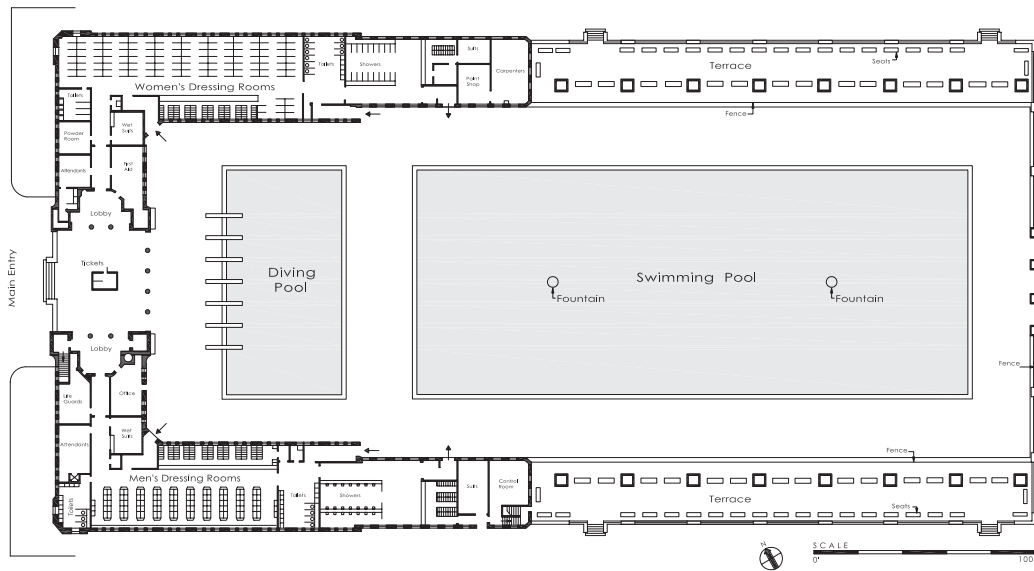 Toilets
Showers
Suits
Paint
Shop
Carpenters
Terrace
Seats
Women's Dressing Rooms
Toilets
Fence
Wet
Suits
Powder
Room
First
Aid
Attendants
Lobby
Main Entry
Tickets
Diving
Pool
Swimming Pool
Fountain
Fountain
Lobby
Fence
Life
Guards
Office
Wet
Suits
Attendants
Fence
Men's Dressing Rooms
Toilets
Toilets
Showers
Suits
Control
Room
Terrace
Seats
N
SCALE
0'
100